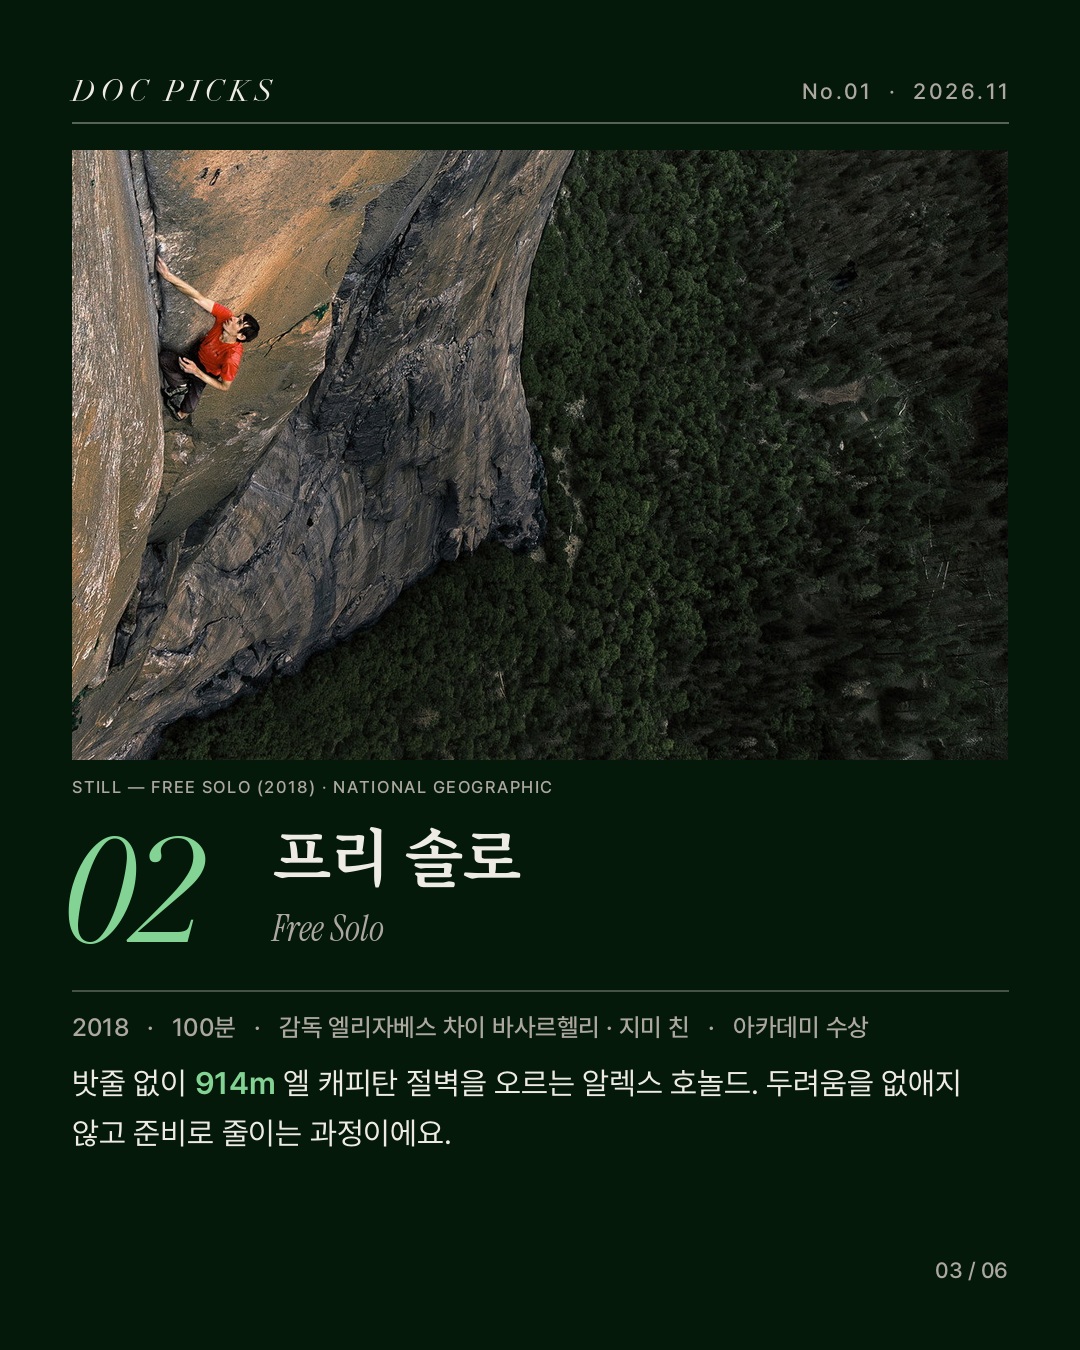 DOC PICKS
No.01 · 2026.11
STILL — FREE SOLO (2018) · NATIONAL GEOGRAPHIC
02
프리 솔로
Free Solo
2018 · 100분 · 감독 엘리자베스 차이 바사르헬리 · 지미 친 · 아카데미 수상
밧줄 없이 914m 엘 캐피탄 절벽을 오르는 알렉스 호놀드. 두려움을 없애지
않고 준비로 줄이는 과정이에요.
03 / 06